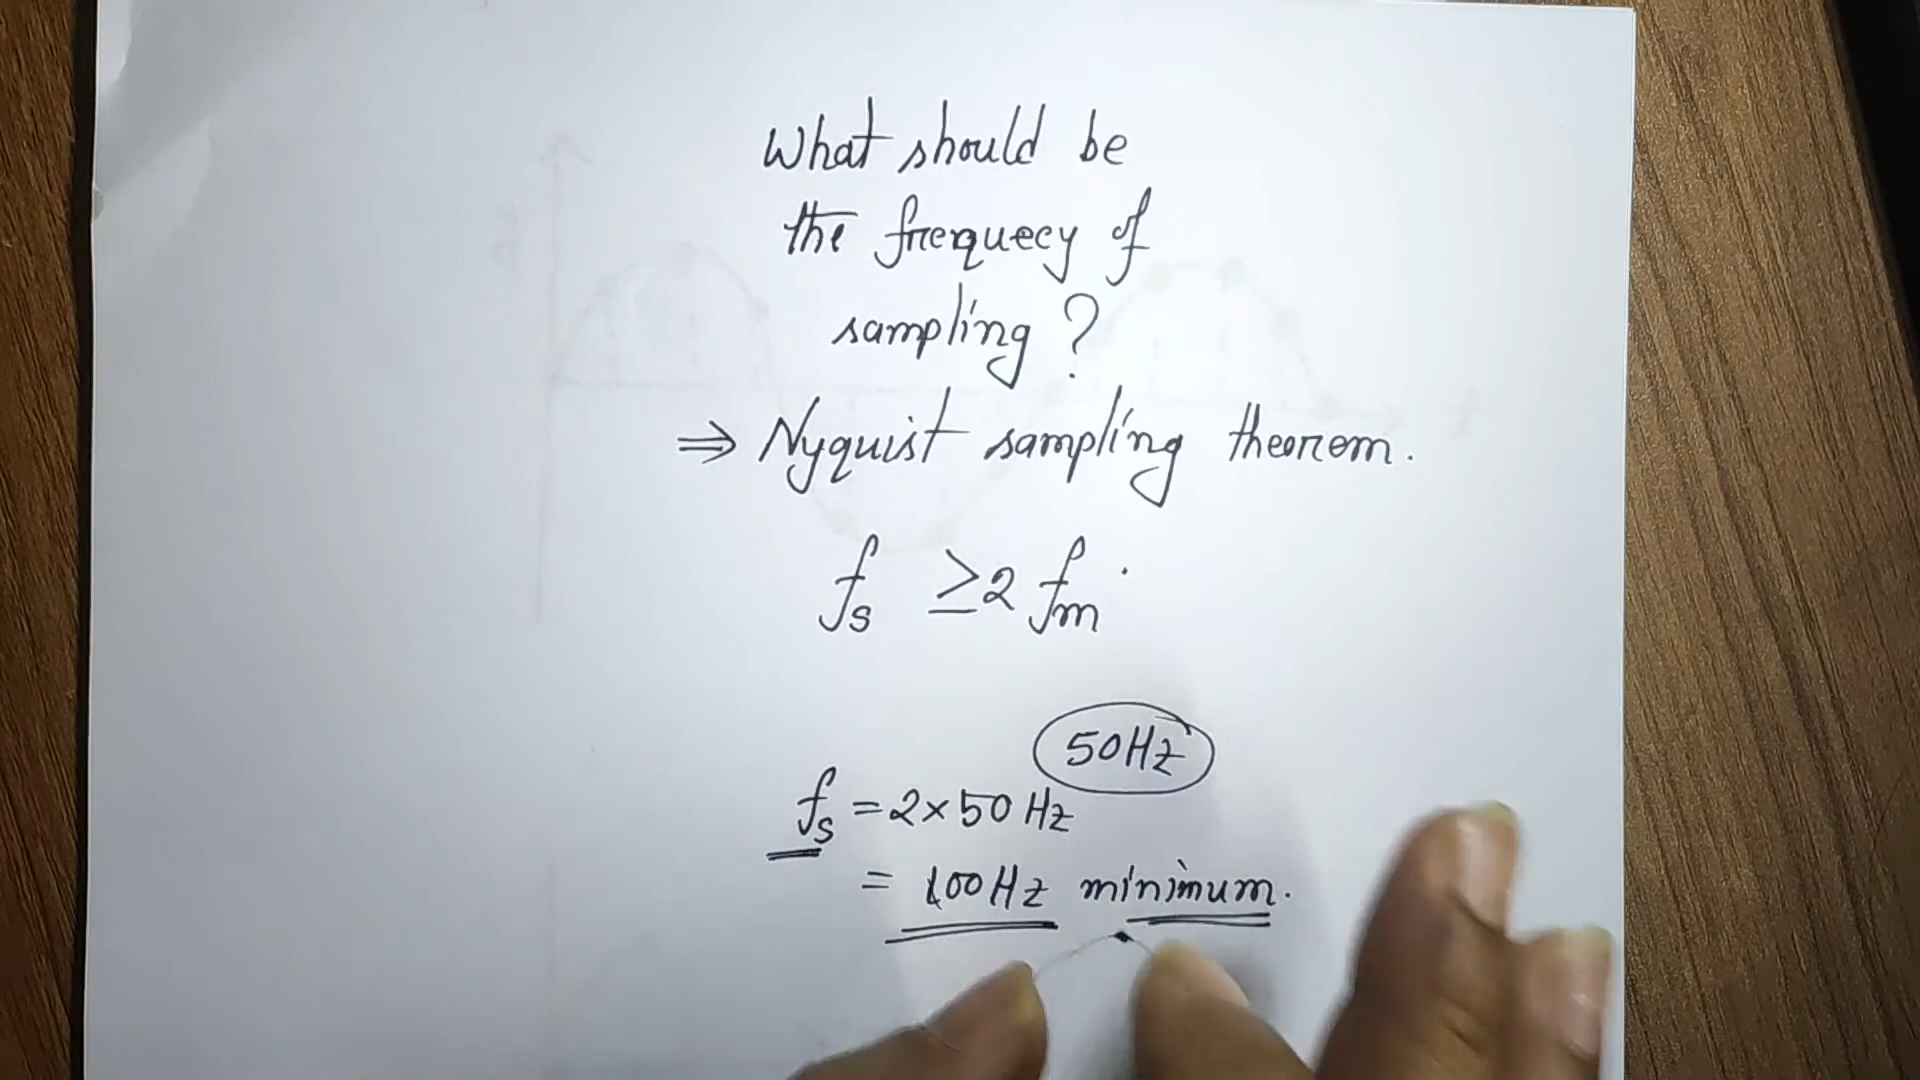 What should be
the frequecy of
sampling ?
⇒ Nyquist sampling theorem.
fs ≥2 fm
50Hz
fs = 2×50 Hz
= 100Hz minimum.